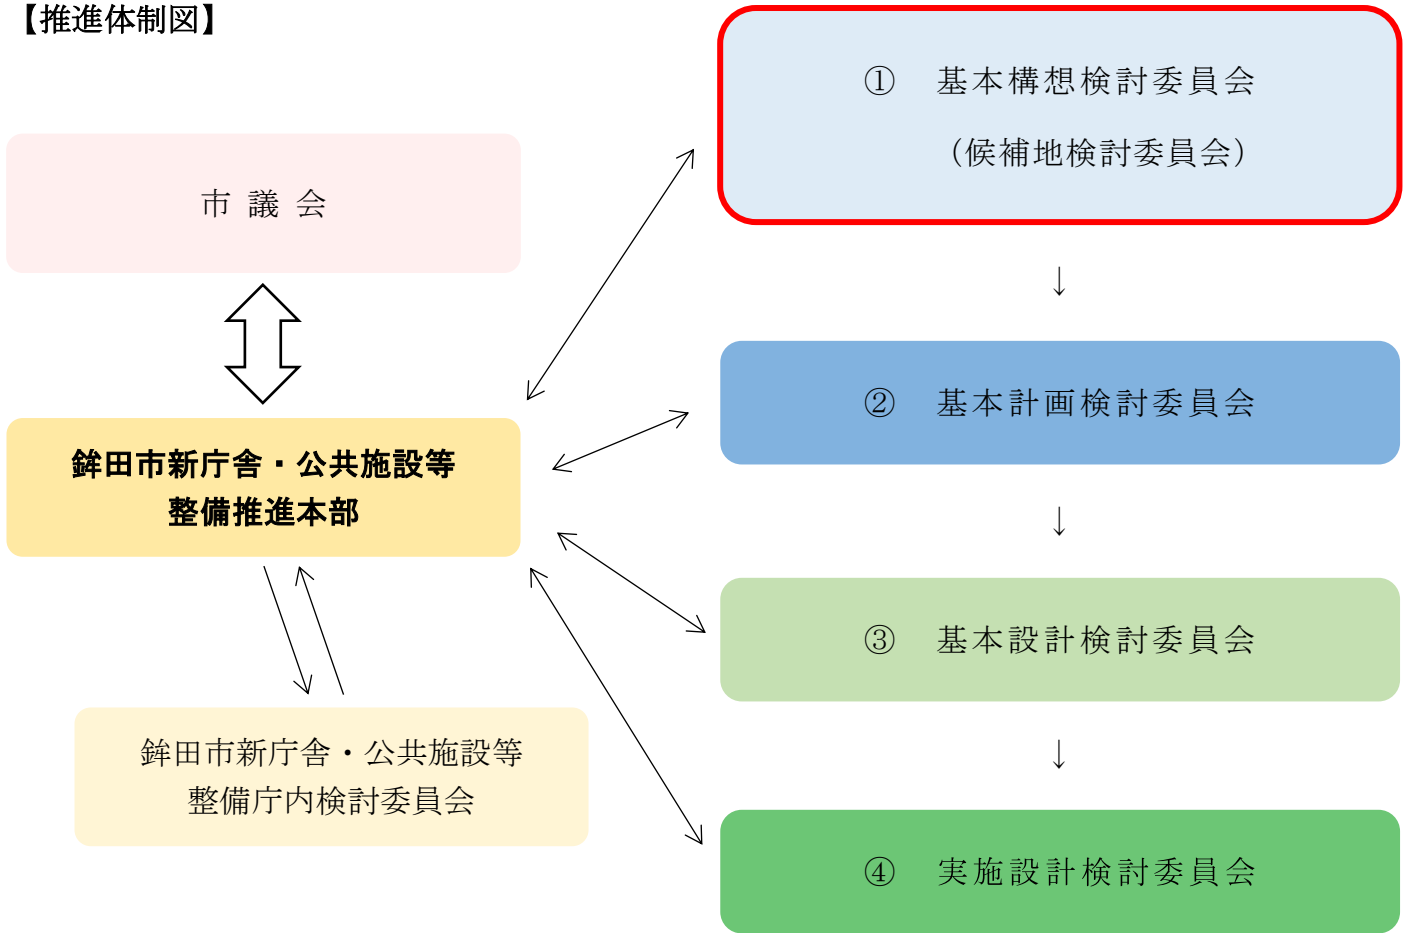 【推進体制図】
市 議 会
鉾田市新庁舎・公共施設等
整備推進本部
鉾田市新庁舎・公共施設等
整備庁内検討委員会
① 基本構想検討委員会
（候補地検討委員会）
↓
② 基本計画検討委員会
↓
③ 基本設計検討委員会
↓
④ 実施設計検討委員会